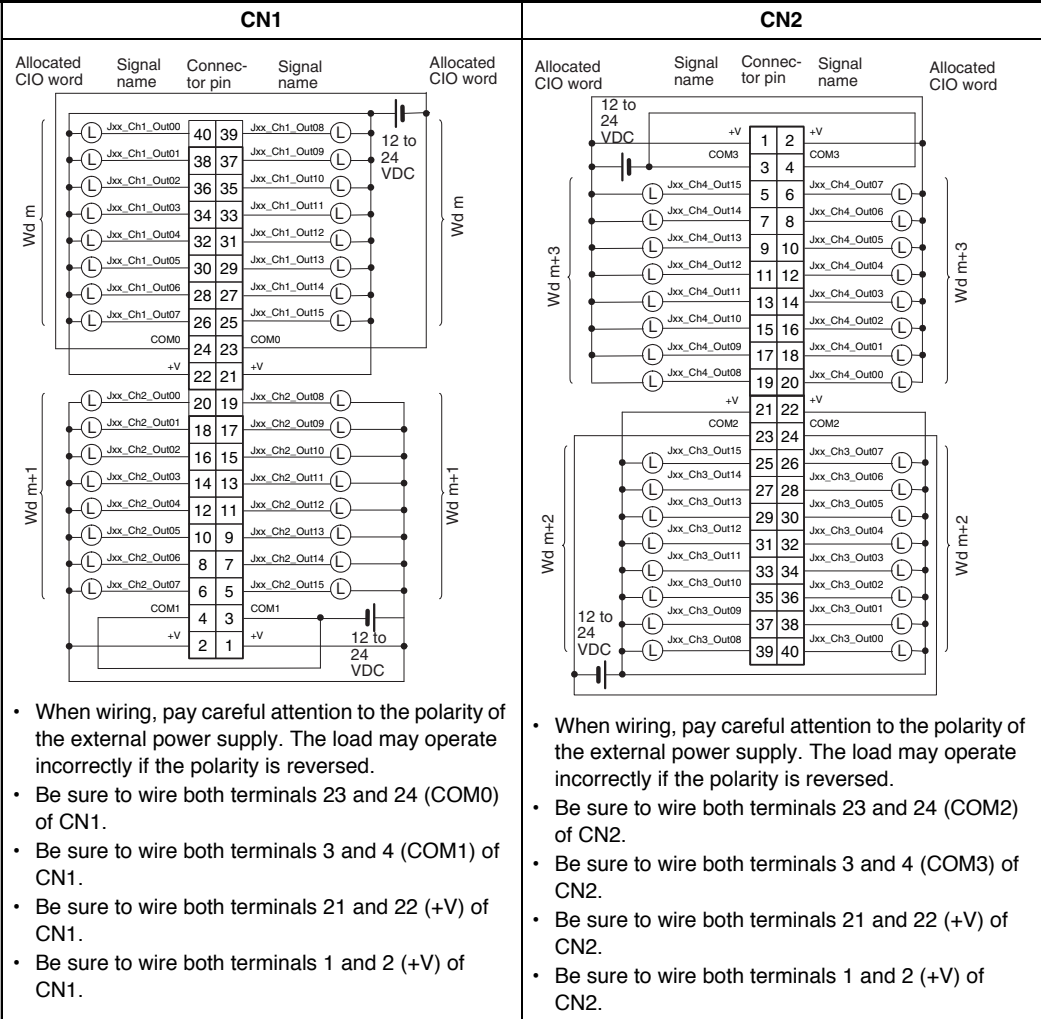 CN1
Allocated CIO word
Signal name
Connec-tor pin
Signal name
Allocated CIO word
12 to 24 VDC
Wd m
Wd m
L Jxx_Ch1_Out00 40 39 Jxx_Ch1_Out08 L
L Jxx_Ch1_Out01 38 37 Jxx_Ch1_Out09 L
L Jxx_Ch1_Out02 36 35 Jxx_Ch1_Out10 L
L Jxx_Ch1_Out03 34 33 Jxx_Ch1_Out11 L
L Jxx_Ch1_Out04 32 31 Jxx_Ch1_Out12 L
L Jxx_Ch1_Out05 30 29 Jxx_Ch1_Out13 L
L Jxx_Ch1_Out06 28 27 Jxx_Ch1_Out14 L
L Jxx_Ch1_Out07 26 25 Jxx_Ch1_Out15 L
COM0 24 23 COM0
+V 22 21 +V
Wd m+1
Wd m+1
L Jxx_Ch2_Out00 20 19 Jxx_Ch2_Out08 L
L Jxx_Ch2_Out01 18 17 Jxx_Ch2_Out09 L
L Jxx_Ch2_Out02 16 15 Jxx_Ch2_Out10 L
L Jxx_Ch2_Out03 14 13 Jxx_Ch2_Out11 L
L Jxx_Ch2_Out04 12 11 Jxx_Ch2_Out12 L
L Jxx_Ch2_Out05 10 9 Jxx_Ch2_Out13 L
L Jxx_Ch2_Out06 8 7 Jxx_Ch2_Out14 L
L Jxx_Ch2_Out07 6 5 Jxx_Ch2_Out15 L
COM1 4 3 COM1
+V 2 1 +V
12 to 24 VDC
• When wiring, pay careful attention to the polarity of
the external power supply. The load may operate
incorrectly if the polarity is reversed.
• Be sure to wire both terminals 23 and 24 (COM0)
of CN1.
• Be sure to wire both terminals 3 and 4 (COM1) of
CN1.
• Be sure to wire both terminals 21 and 22 (+V) of
CN1.
• Be sure to wire both terminals 1 and 2 (+V) of
CN1.
CN2
Allocated CIO word
Signal name
Connec-tor pin
Signal name
Allocated CIO word
12 to 24 VDC
+V 1 2 +V
COM3 3 4 COM3
Wd m+3
Wd m+3
L Jxx_Ch4_Out15 5 6 Jxx_Ch4_Out07 L
L Jxx_Ch4_Out14 7 8 Jxx_Ch4_Out06 L
L Jxx_Ch4_Out13 9 10 Jxx_Ch4_Out05 L
L Jxx_Ch4_Out12 11 12 Jxx_Ch4_Out04 L
L Jxx_Ch4_Out11 13 14 Jxx_Ch4_Out03 L
L Jxx_Ch4_Out10 15 16 Jxx_Ch4_Out02 L
L Jxx_Ch4_Out09 17 18 Jxx_Ch4_Out01 L
L Jxx_Ch4_Out08 19 20 Jxx_Ch4_Out00 L
+V 21 22 +V
COM2 23 24 COM2
Wd m+2
Wd m+2
L Jxx_Ch3_Out15 25 26 Jxx_Ch3_Out07 L
L Jxx_Ch3_Out14 27 28 Jxx_Ch3_Out06 L
L Jxx_Ch3_Out13 29 30 Jxx_Ch3_Out05 L
L Jxx_Ch3_Out12 31 32 Jxx_Ch3_Out04 L
L Jxx_Ch3_Out11 33 34 Jxx_Ch3_Out03 L
L Jxx_Ch3_Out10 35 36 Jxx_Ch3_Out02 L
L Jxx_Ch3_Out09 37 38 Jxx_Ch3_Out01 L
L Jxx_Ch3_Out08 39 40 Jxx_Ch3_Out00 L
12 to 24 VDC
• When wiring, pay careful attention to the polarity of
the external power supply. The load may operate
incorrectly if the polarity is reversed.
• Be sure to wire both terminals 23 and 24 (COM2)
of CN2.
• Be sure to wire both terminals 3 and 4 (COM3) of
CN2.
• Be sure to wire both terminals 21 and 22 (+V) of
CN2.
• Be sure to wire both terminals 1 and 2 (+V) of
CN2.